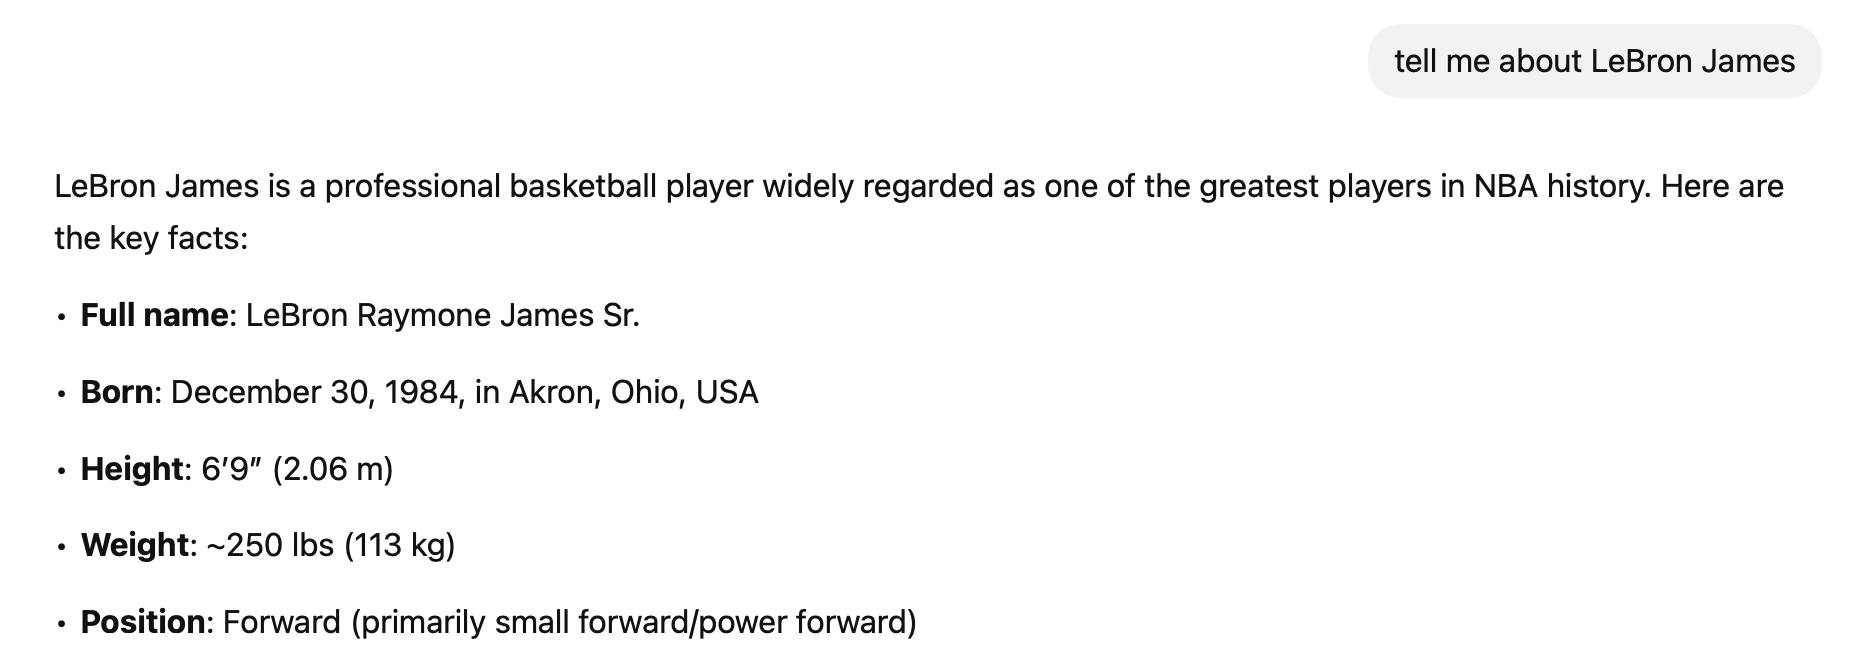 tell me about LeBron James
LeBron James is a professional basketball player widely regarded as one of the greatest players in NBA history. Here are
the key facts:
• Full name: LeBron Raymone James Sr.
• Born: December 30, 1984, in Akron, Ohio, USA
• Height: 6′9″ (2.06 m)
• Weight: ~250 lbs (113 kg)
• Position: Forward (primarily small forward/power forward)